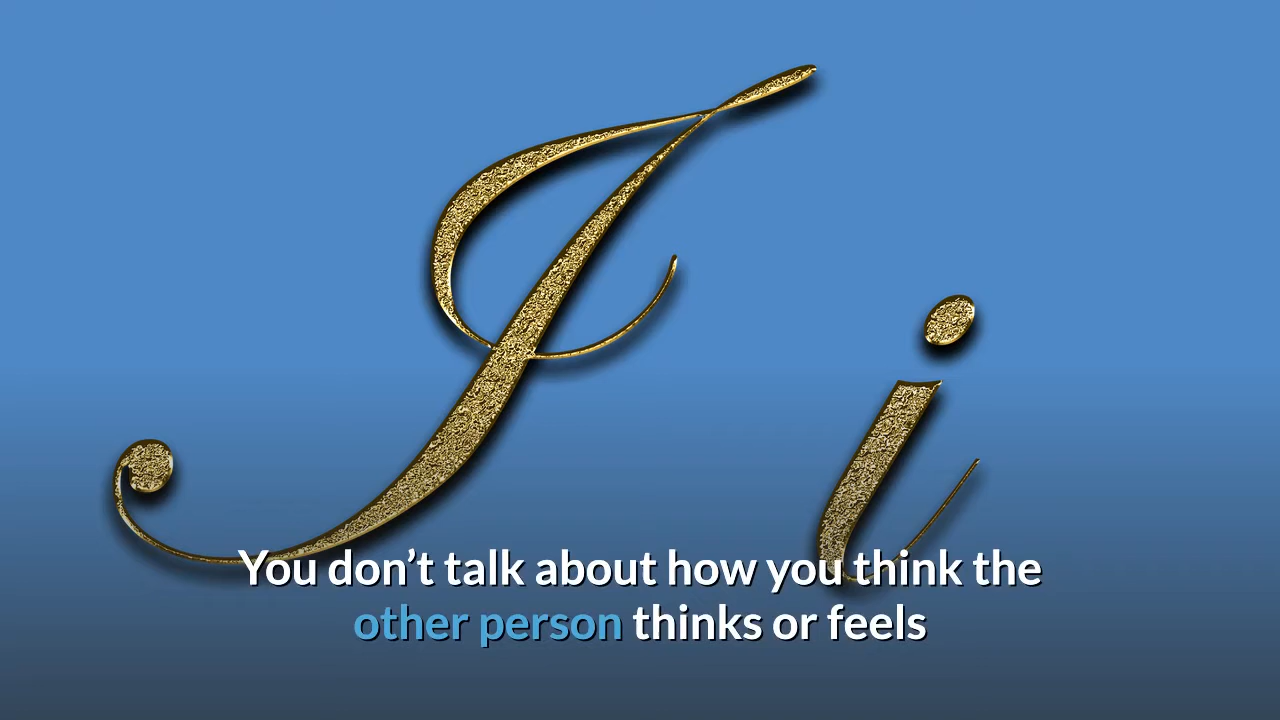 I i
You don’t talk about how you think the
other person thinks or feels